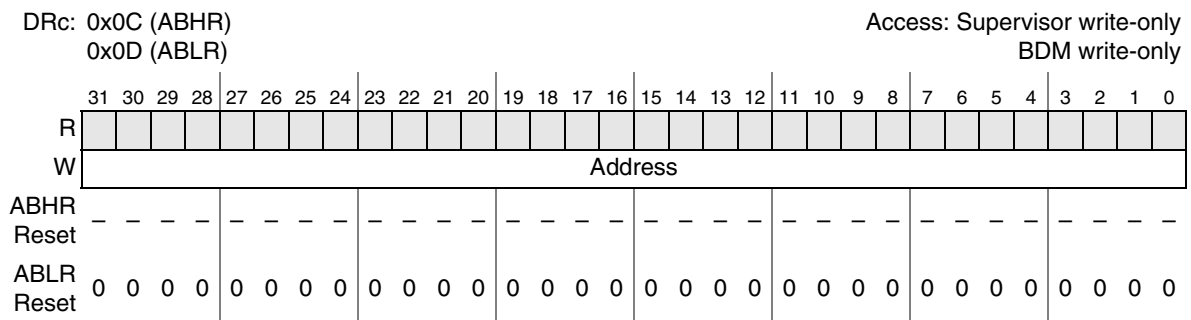 DRc: 0x0C (ABHR) Access: Supervisor write-only
0x0D (ABLR) BDM write-only
31 30 29 28 27 26 25 24 23 22 21 20 19 18 17 16 15 14 13 12 11 10 9 8 7 6 5 4 3 2 1 0
R
W Address
ABHR
Reset – – – – – – – – – – – – – – – – – – – – – – – – – – – – – – – –
ABLR
Reset 0 0 0 0 0 0 0 0 0 0 0 0 0 0 0 0 0 0 0 0 0 0 0 0 0 0 0 0 0 0 0 0